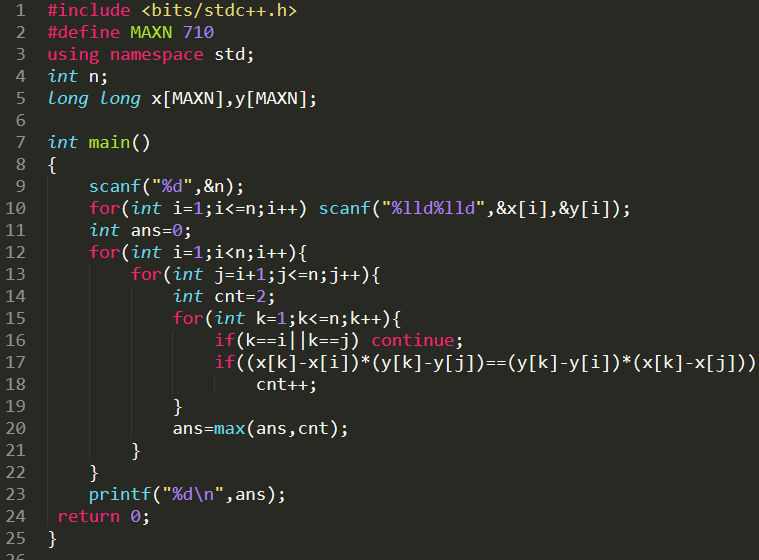 1 #include <bits/stdc++.h>
2 #define MAXN 710
3 using namespace std;
4 int n;
5 long long x[MAXN],y[MAXN];
6
7 int main()
8 {
9     scanf("%d",&n);
10     for(int i=1;i<=n;i++) scanf("%lld%lld",&x[i],&y[i]);
11     int ans=0;
12     for(int i=1;i<n;i++){
13         for(int j=i+1;j<=n;j++){
14             int cnt=2;
15             for(int k=1;k<=n;k++){
16                 if(k==i||k==j) continue;
17                 if((x[k]-x[i])*(y[k]-y[j])==(y[k]-y[i])*(x[k]-x[j]))
18                     cnt++;
19             }
20             ans=max(ans,cnt);
21         }
22     }
23     printf("%d\n",ans);
24  return 0;
25 }
26